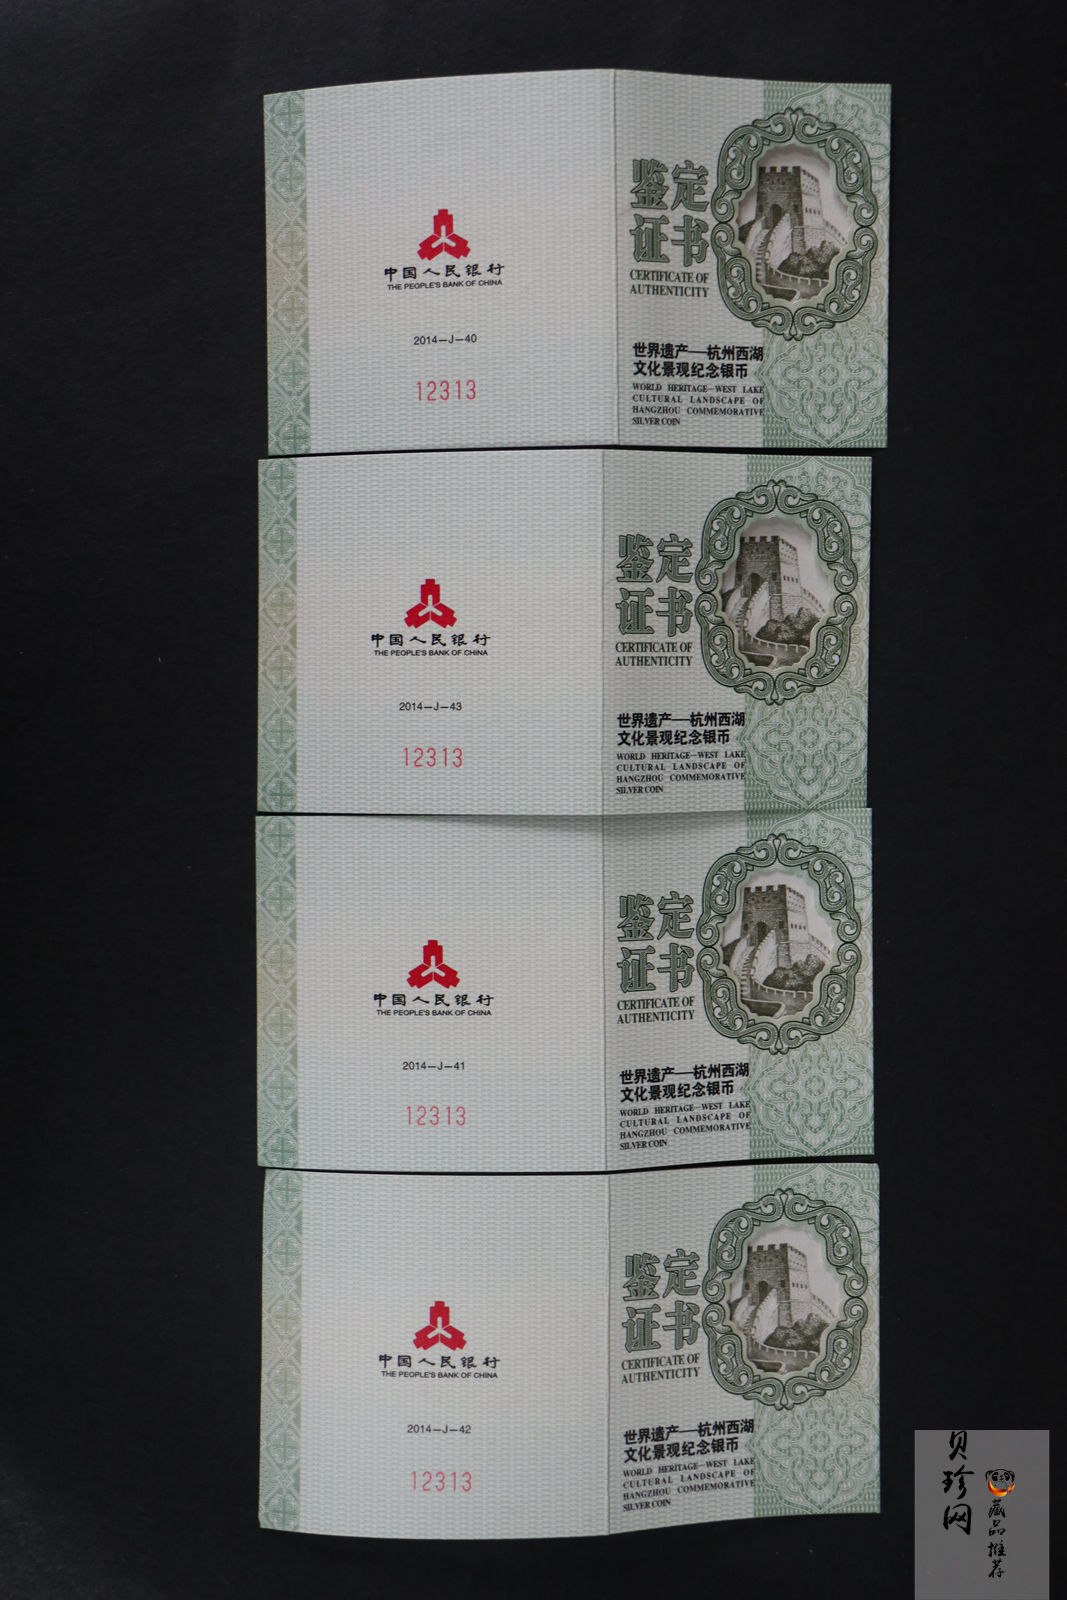 中国人民银行
THE PEOPLE'S BANK OF CHINA
2014—J—40
12313
鉴定
证书
CERTIFICATE OF
AUTHENTICITY
世界遗产——杭州西湖
文化景观纪念银币
WORLD HERITAGE—WEST LAKE
CULTURAL LANDSCAPE OF
HANGZHOU COMMEMORATIVE
SILVER COIN
中国人民银行
THE PEOPLE'S BANK OF CHINA
2014—J—43
12313
鉴定
证书
CERTIFICATE OF
AUTHENTICITY
世界遗产——杭州西湖
文化景观纪念银币
WORLD HERITAGE—WEST LAKE
CULTURAL LANDSCAPE OF
HANGZHOU COMMEMORATIVE
SILVER COIN
中国人民银行
THE PEOPLE'S BANK OF CHINA
2014—J—41
12313
鉴定
证书
CERTIFICATE OF
AUTHENTICITY
世界遗产——杭州西湖
文化景观纪念银币
WORLD HERITAGE—WEST LAKE
CULTURAL LANDSCAPE OF
HANGZHOU COMMEMORATIVE
SILVER COIN
中国人民银行
THE PEOPLE'S BANK OF CHINA
2014—J—42
12313
鉴定
证书
CERTIFICATE OF
AUTHENTICITY
世界遗产——杭州西湖
文化景观纪念银币
WORLD HERITAGE—WEST LAKE
CULTURAL LANDSCAPE OF
HANGZHOU COMMEMORATIVE
SILVER COIN
贝珍网
藏品推荐